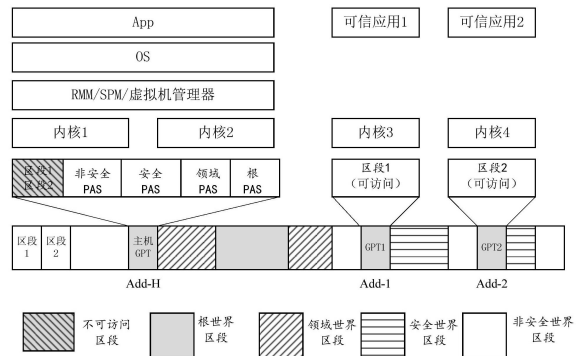 App
可信应用1
可信应用2
OS
RMM/SPM/虚拟机管理器
内核1
内核2
内核3
内核4
区段1
区段2
非安全
PAS
安全
PAS
领域
PAS
根
PAS
区段1
(可访问)
区段2
(可访问)
区段
1
区段
2
主机
GPT
GPT1
GPT2
Add-H
Add-1
Add-2
不可访问
区段
根世界
区段
领域世界
区段
安全世界
区段
非安全世界
区段